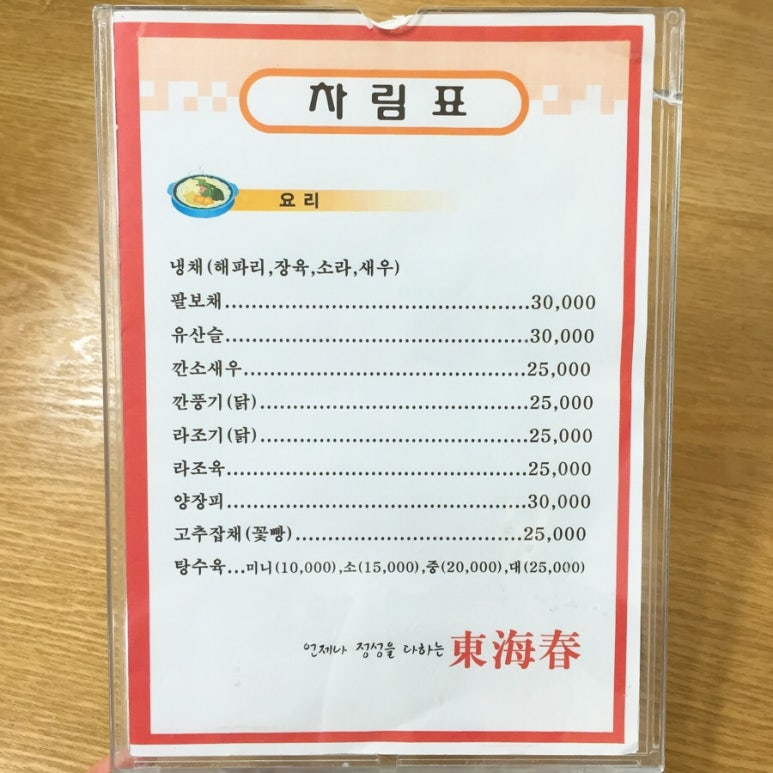 차림표
요리
냉채(해파리,장육,소라,새우)
팔보채..............................................30,000
유산슬..............................................30,000
깐소새우...........................................25,000
깐풍기(닭).........................................25,000
라조기(닭).........................................25,000
라조육..............................................25,000
양장피..............................................30,000
고추잡채(꽃빵)...................................25,000
탕수육...미니(10,000),소(15,000),중(20,000),대(25,000)
언제나 정성을 다하는 東海春